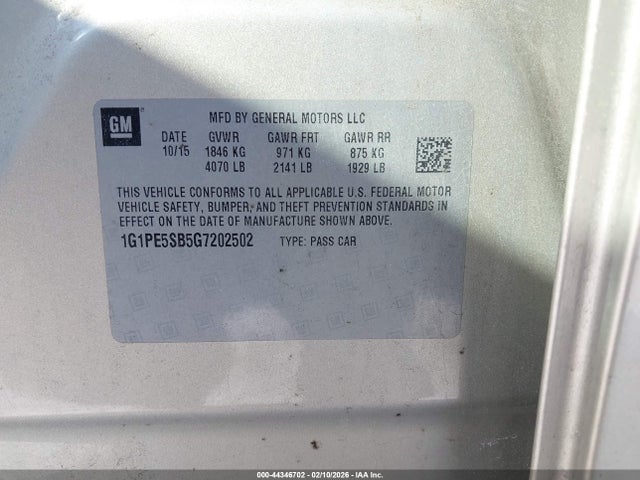 GM
MFD BY GENERAL MOTORS LLC
DATE GVWR GAWR FRT GAWR RR
10/15 1846 KG 971 KG 875 KG
4070 LB 2141 LB 1929 LB
THIS VEHICLE CONFORMS TO ALL APPLICABLE U.S. FEDERAL MOTOR
VEHICLE SAFETY, BUMPER, AND THEFT PREVENTION STANDARDS IN
EFFECT ON THE DATE OF MANUFACTURE SHOWN ABOVE.
1G1PE5SB5G7202502 TYPE: PASS CAR
000-44346702 - 02/10/2026 - IAA Inc.